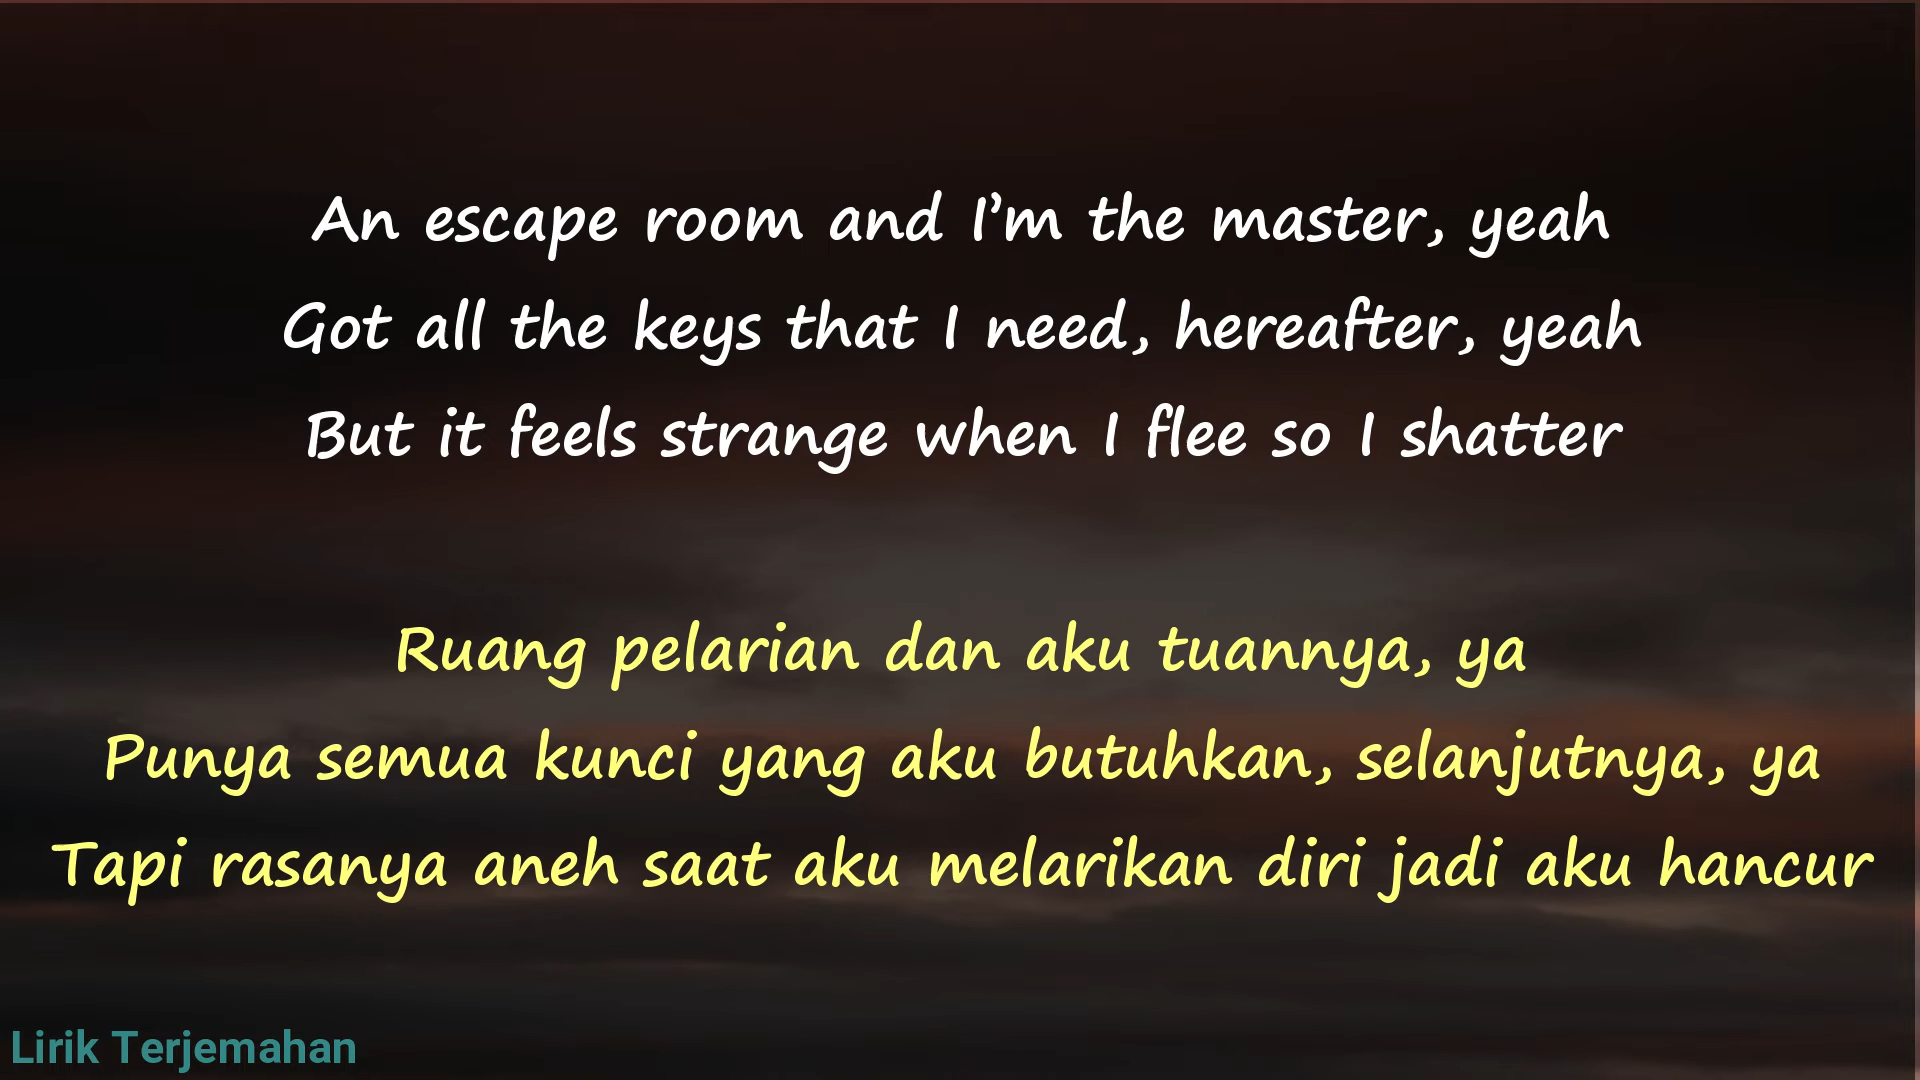 An escape room and I’m the master, yeah
Got all the keys that I need, hereafter, yeah
But it feels strange when I flee so I shatter
Ruang pelarian dan aku tuannya, ya
Punya semua kunci yang aku butuhkan, selanjutnya, ya
Tapi rasanya aneh saat aku melarikan diri jadi aku hancur
Lirik Terjemahan